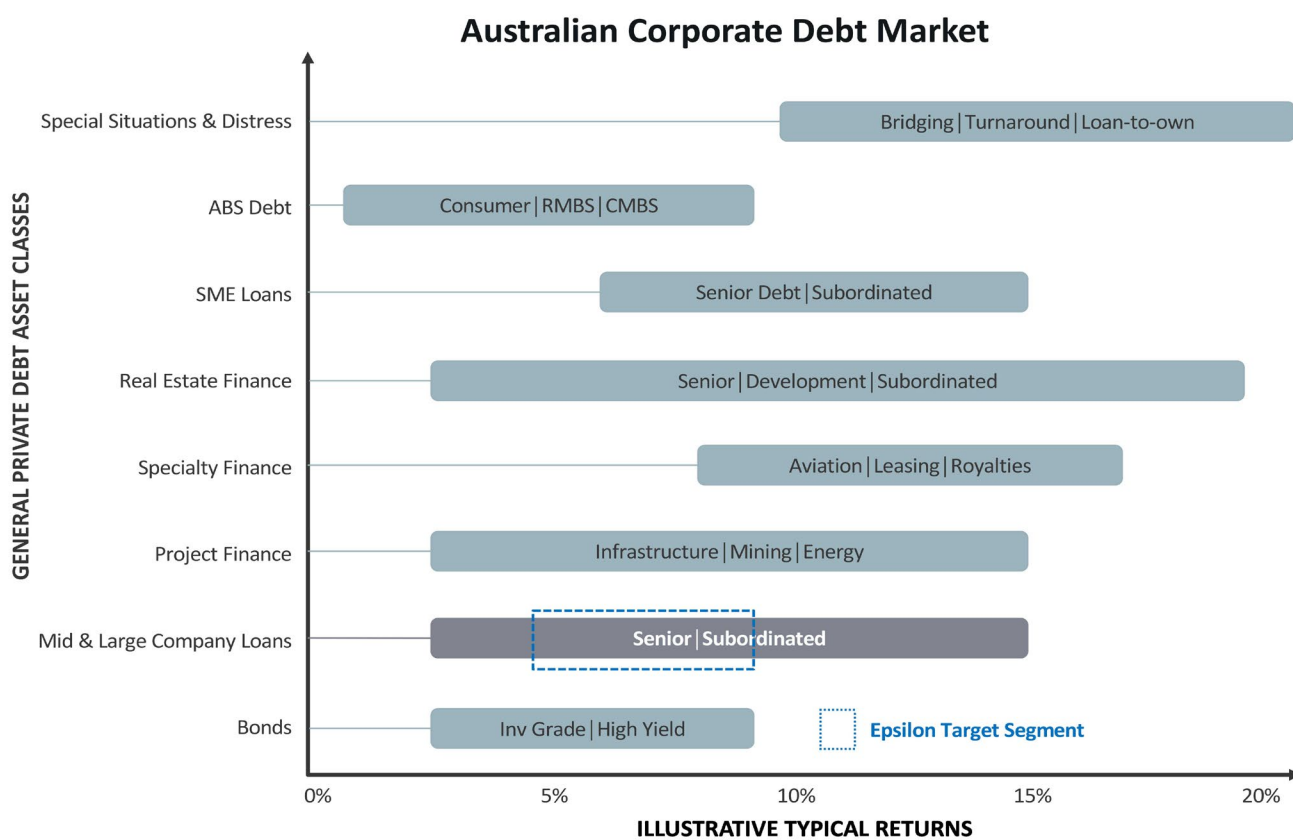 Australian Corporate Debt Market
GENERAL PRIVATE DEBT ASSET CLASSES
Special Situations & Distress
Bridging|Turnaround|Loan-to-own
ABS Debt
Consumer|RMBS|CMBS
SME Loans
Senior Debt|Subordinated
Real Estate Finance
Senior|Development|Subordinated
Specialty Finance
Aviation|Leasing|Royalties
Project Finance
Infrastructure|Mining|Energy
Mid & Large Company Loans
Senior|Subordinated
Bonds
Inv Grade|High Yield
Epsilon Target Segment
0% 5% 10% 15% 20%
ILLUSTRATIVE TYPICAL RETURNS